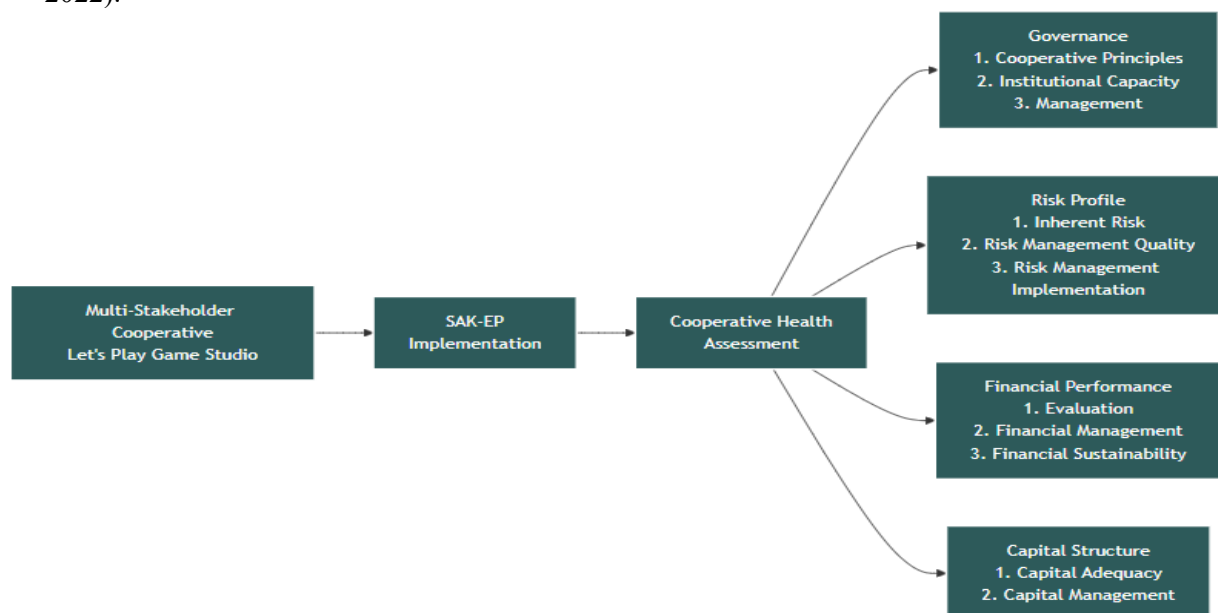 2022).
Governance
1. Cooperative Principles
2. Institutional Capacity
3. Management
Risk Profile
1. Inherent Risk
2. Risk Management Quality
3. Risk Management
Implementation
Multi-Stakeholder
Cooperative
Let's Play Game Studio
SAK-EP
Implementation
Cooperative Health
Assessment
Financial Performance
1. Evaluation
2. Financial Management
3. Financial Sustainability
Capital Structure
1. Capital Adequacy
2. Capital Management